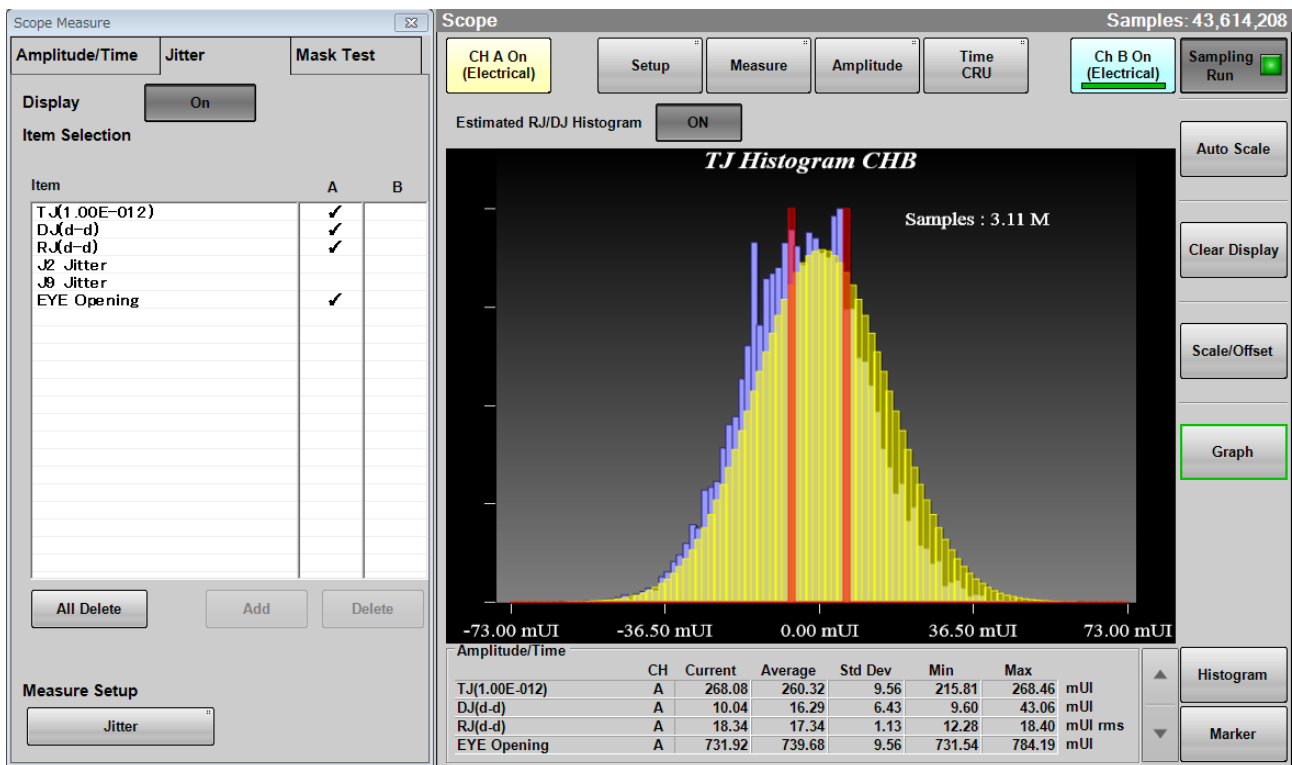 Scope Measure
Amplitude/Time Jitter Mask Test
Display On
Item Selection
Item A B
TJ(1.00E-012) ✓
DJ(d-d) ✓
RJ(d-d) ✓
J2 Jitter
J9 Jitter
EYE Opening ✓
All Delete Add Delete
Measure Setup
Jitter
Scope Samples: 43,614,208
CH A On
(Electrical)
Setup
Measure
Amplitude
Time
CRU
Ch B On
(Electrical)
Sampling
Run
Estimated RJ/DJ Histogram ON
TJ Histogram CHB
Samples : 3.11 M
-73.00 mUI -36.50 mUI 0.00 mUI 36.50 mUI 73.00 mUI
Auto Scale
Clear Display
Scale/Offset
Graph
Amplitude/Time
CH Current Average Std Dev Min Max
TJ(1.00E-012) A 268.08 260.32 9.56 215.81 268.46 mUI
DJ(d-d) A 10.04 16.29 6.43 9.60 43.06 mUI
RJ(d-d) A 18.34 17.34 1.13 12.28 18.40 mUI rms
EYE Opening A 731.92 739.68 9.56 731.54 784.19 mUI
Histogram
Marker